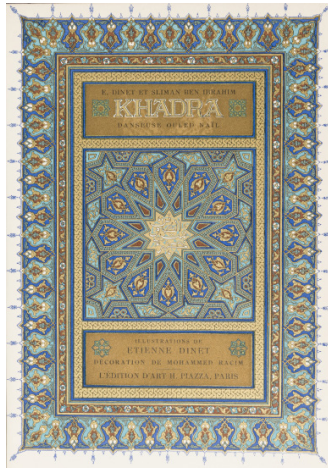 E. DINET ET SLIMAN BEN IBRAHIM
KHADRA
DANSEUSE OULED NAÏL
ILLUSTRATIONS DE
ETIENNE DINET
DÉCORATION DE MOHAMMED RACIM
L'ÉDITION D'ART H. PIAZZA, PARIS